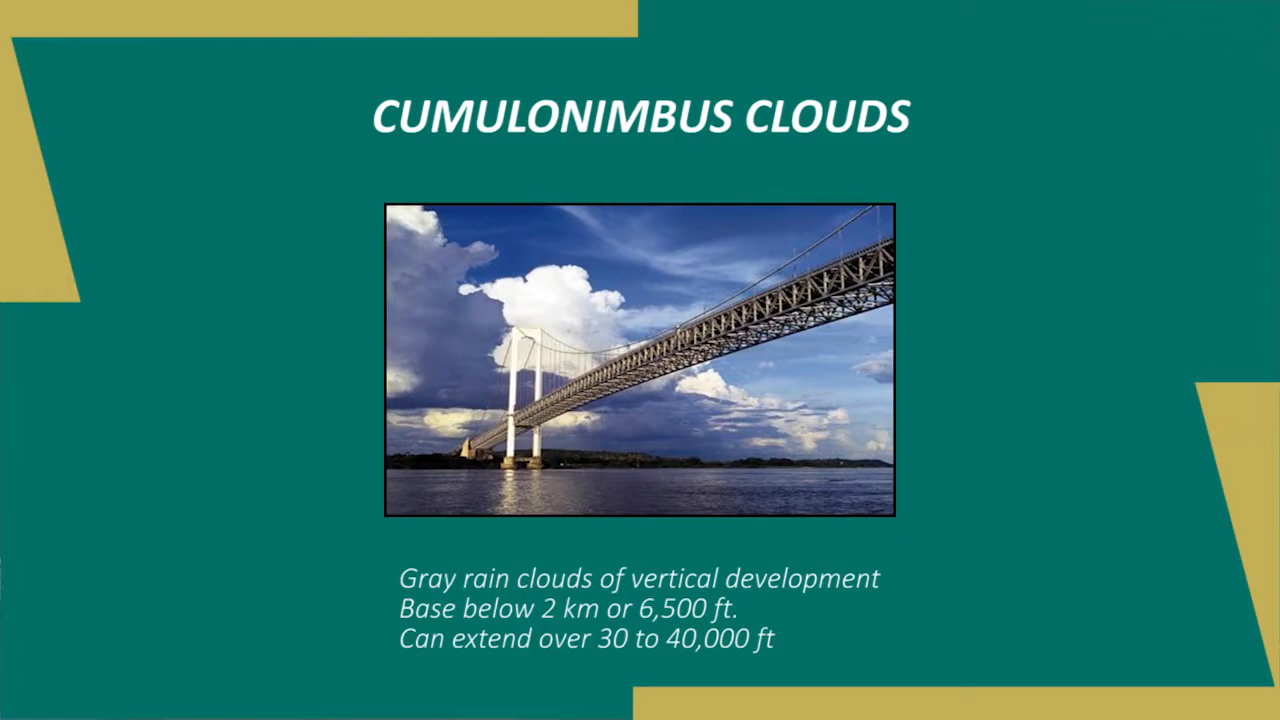 CUMULONIMBUS CLOUDS
Gray rain clouds of vertical development
Base below 2 km or 6,500 ft.
Can extend over 30 to 40,000 ft